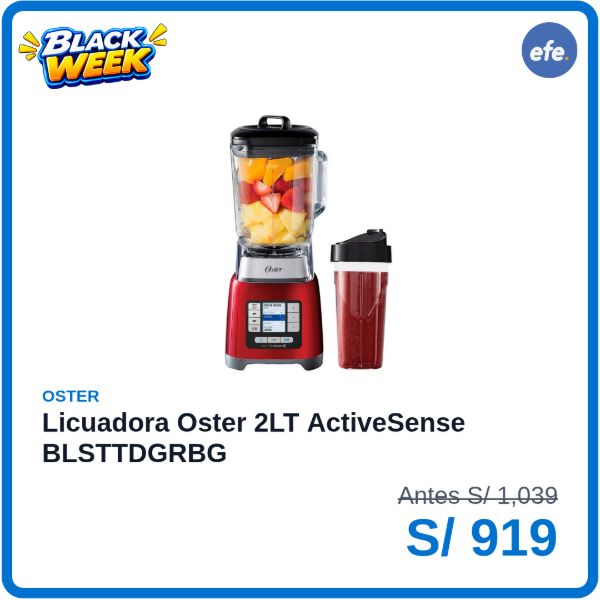 BLACK
WEEK
efe.
Oster
OSTER
Licuadora Oster 2LT ActiveSense
BLSTTDGRBG
Antes S/ 1,039
S/ 919